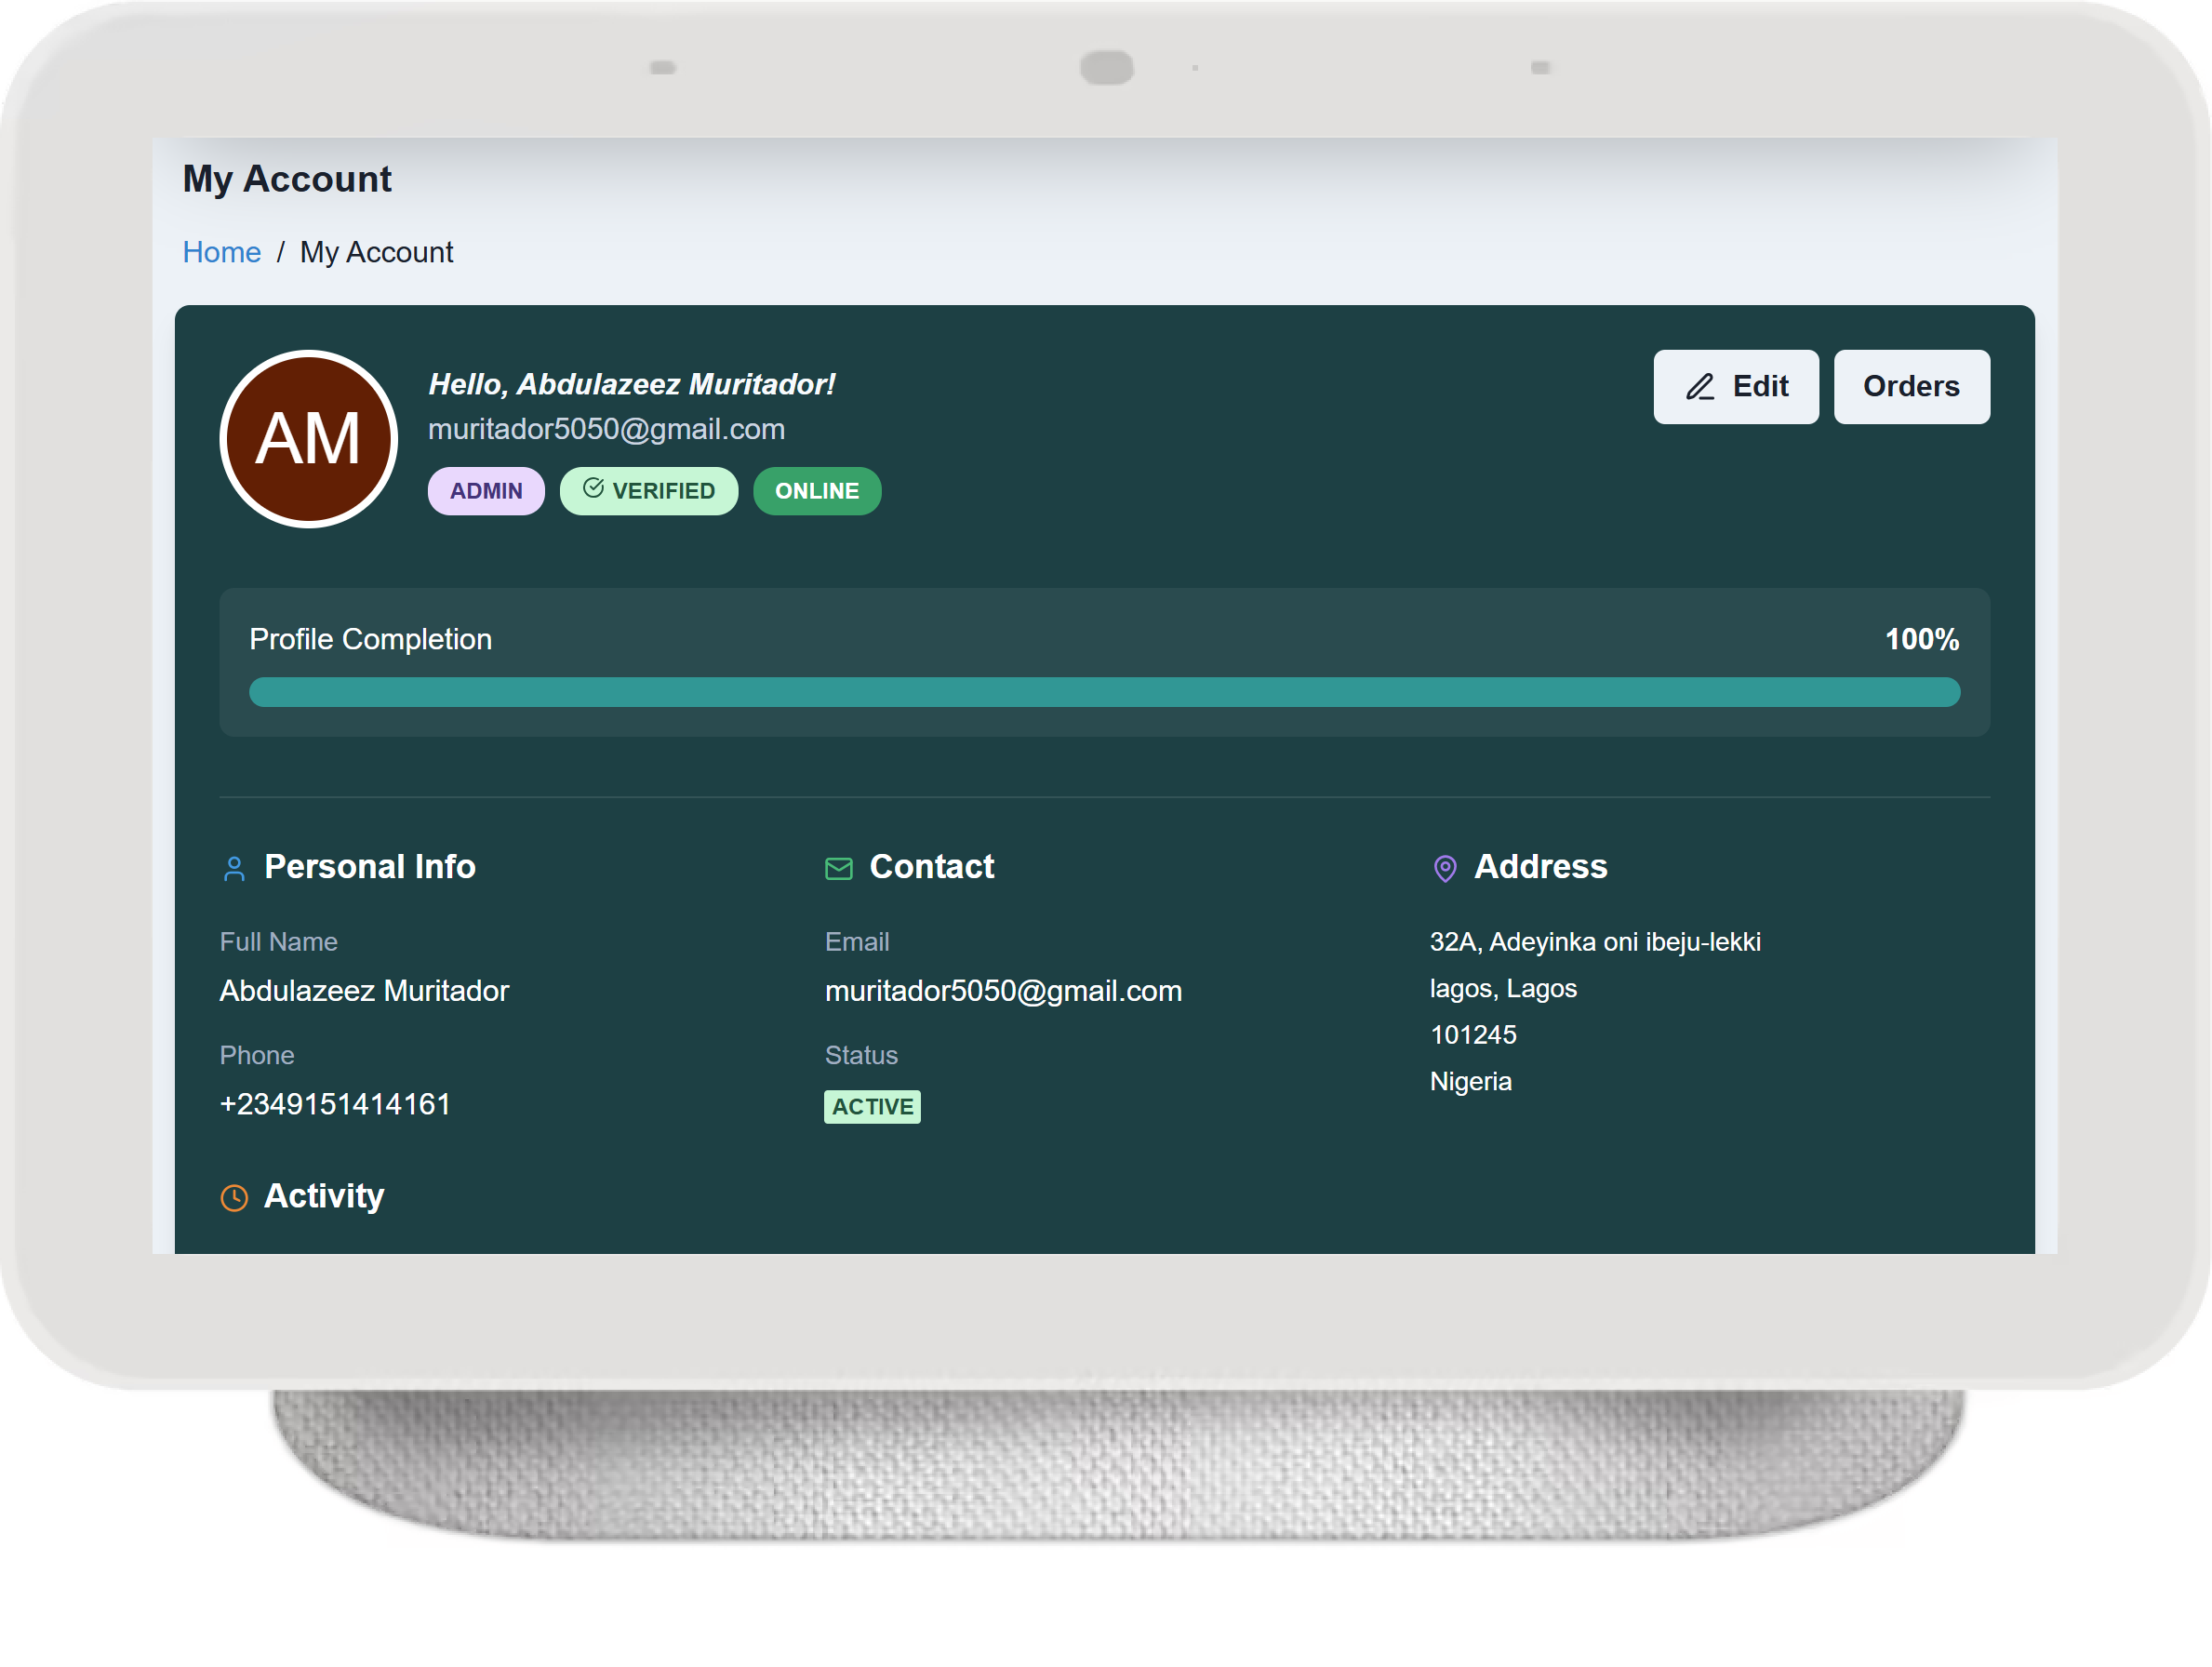 My Account
Home / My Account
AM
Hello, Abdulazeez Muritador!
muritador5050@gmail.com
ADMIN
VERIFIED
ONLINE
Edit
Orders
Profile Completion
100%
Personal Info
Full Name
Abdulazeez Muritador
Phone
+2349151414161
Contact
Email
muritador5050@gmail.com
Status
ACTIVE
Address
32A, Adeyinka oni ibeju-lekki
lagos, Lagos
101245
Nigeria
Activity